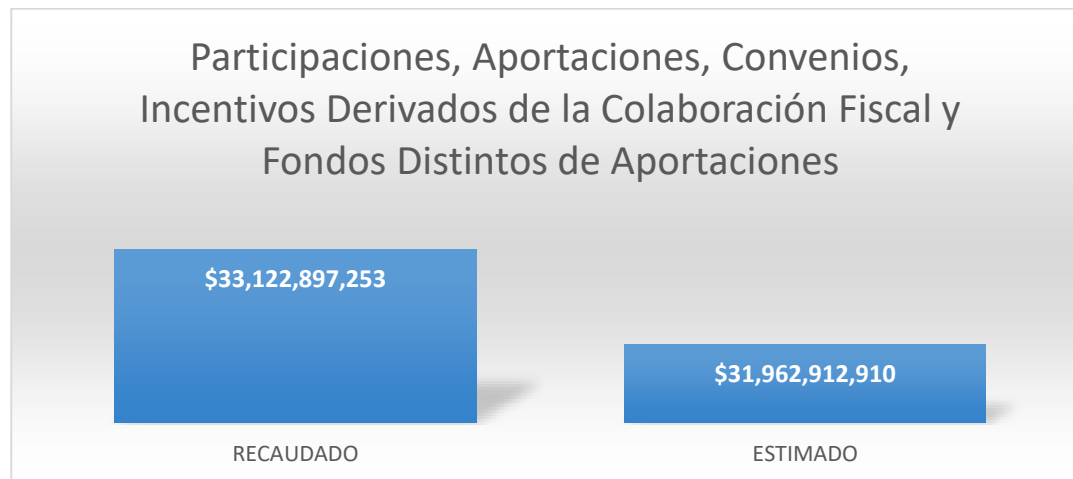 Participaciones, Aportaciones, Convenios,
Incentivos Derivados de la Colaboración Fiscal y
Fondos Distintos de Aportaciones
$33,122,897,253
$31,962,912,910
RECAUDADO
ESTIMADO